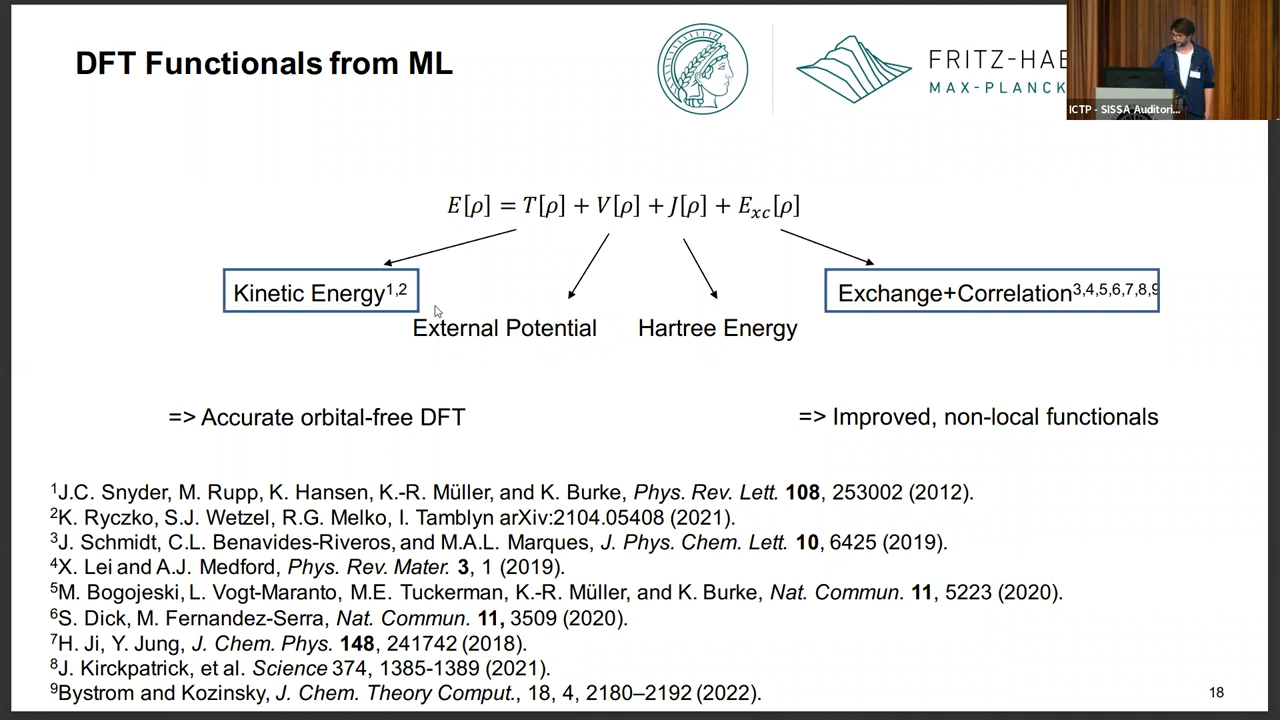 DFT Functionals from ML
FRITZ-HAB
MAX-PLANCK
ICTP - SISSA Auditori...
E[ρ] = T[ρ] + V[ρ] + J[ρ] + Exc[ρ]
Kinetic Energy1,2
Exchange+Correlation3,4,5,6,7,8,9
External Potential
Hartree Energy
=> Accurate orbital-free DFT
=> Improved, non-local functionals
1J.C. Snyder, M. Rupp, K. Hansen, K.-R. Müller, and K. Burke, Phys. Rev. Lett. 108, 253002 (2012).
2K. Ryczko, S.J. Wetzel, R.G. Melko, I. Tamblyn arXiv:2104.05408 (2021).
3J. Schmidt, C.L. Benavides-Riveros, and M.A.L. Marques, J. Phys. Chem. Lett. 10, 6425 (2019).
4X. Lei and A.J. Medford, Phys. Rev. Mater. 3, 1 (2019).
5M. Bogojeski, L. Vogt-Maranto, M.E. Tuckerman, K.-R. Müller, and K. Burke, Nat. Commun. 11, 5223 (2020).
6S. Dick, M. Fernandez-Serra, Nat. Commun. 11, 3509 (2020).
7H. Ji, Y. Jung, J. Chem. Phys. 148, 241742 (2018).
8J. Kirckpatrick, et al. Science 374, 1385-1389 (2021).
9Bystrom and Kozinsky, J. Chem. Theory Comput., 18, 4, 2180–2192 (2022).
18